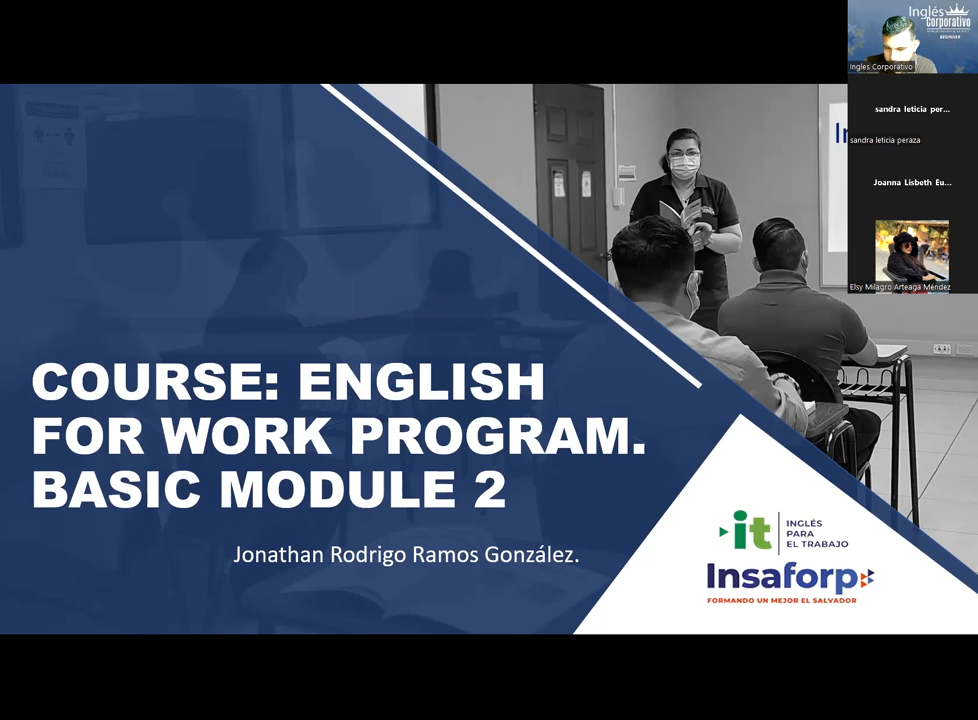 Inglés
Corporativo
BEGINNER
Ingles Corporativo
sandra leticia per...
sandra leticia peraza
Joanna Lisbeth Eu...
Elsy Milagro Arteaga Méndez
COURSE: ENGLISH
FOR WORK PROGRAM.
BASIC MODULE 2
Jonathan Rodrigo Ramos González.
it
INGLÉS
PARA
EL TRABAJO
Insaforp
FORMANDO UN MEJOR EL SALVADOR